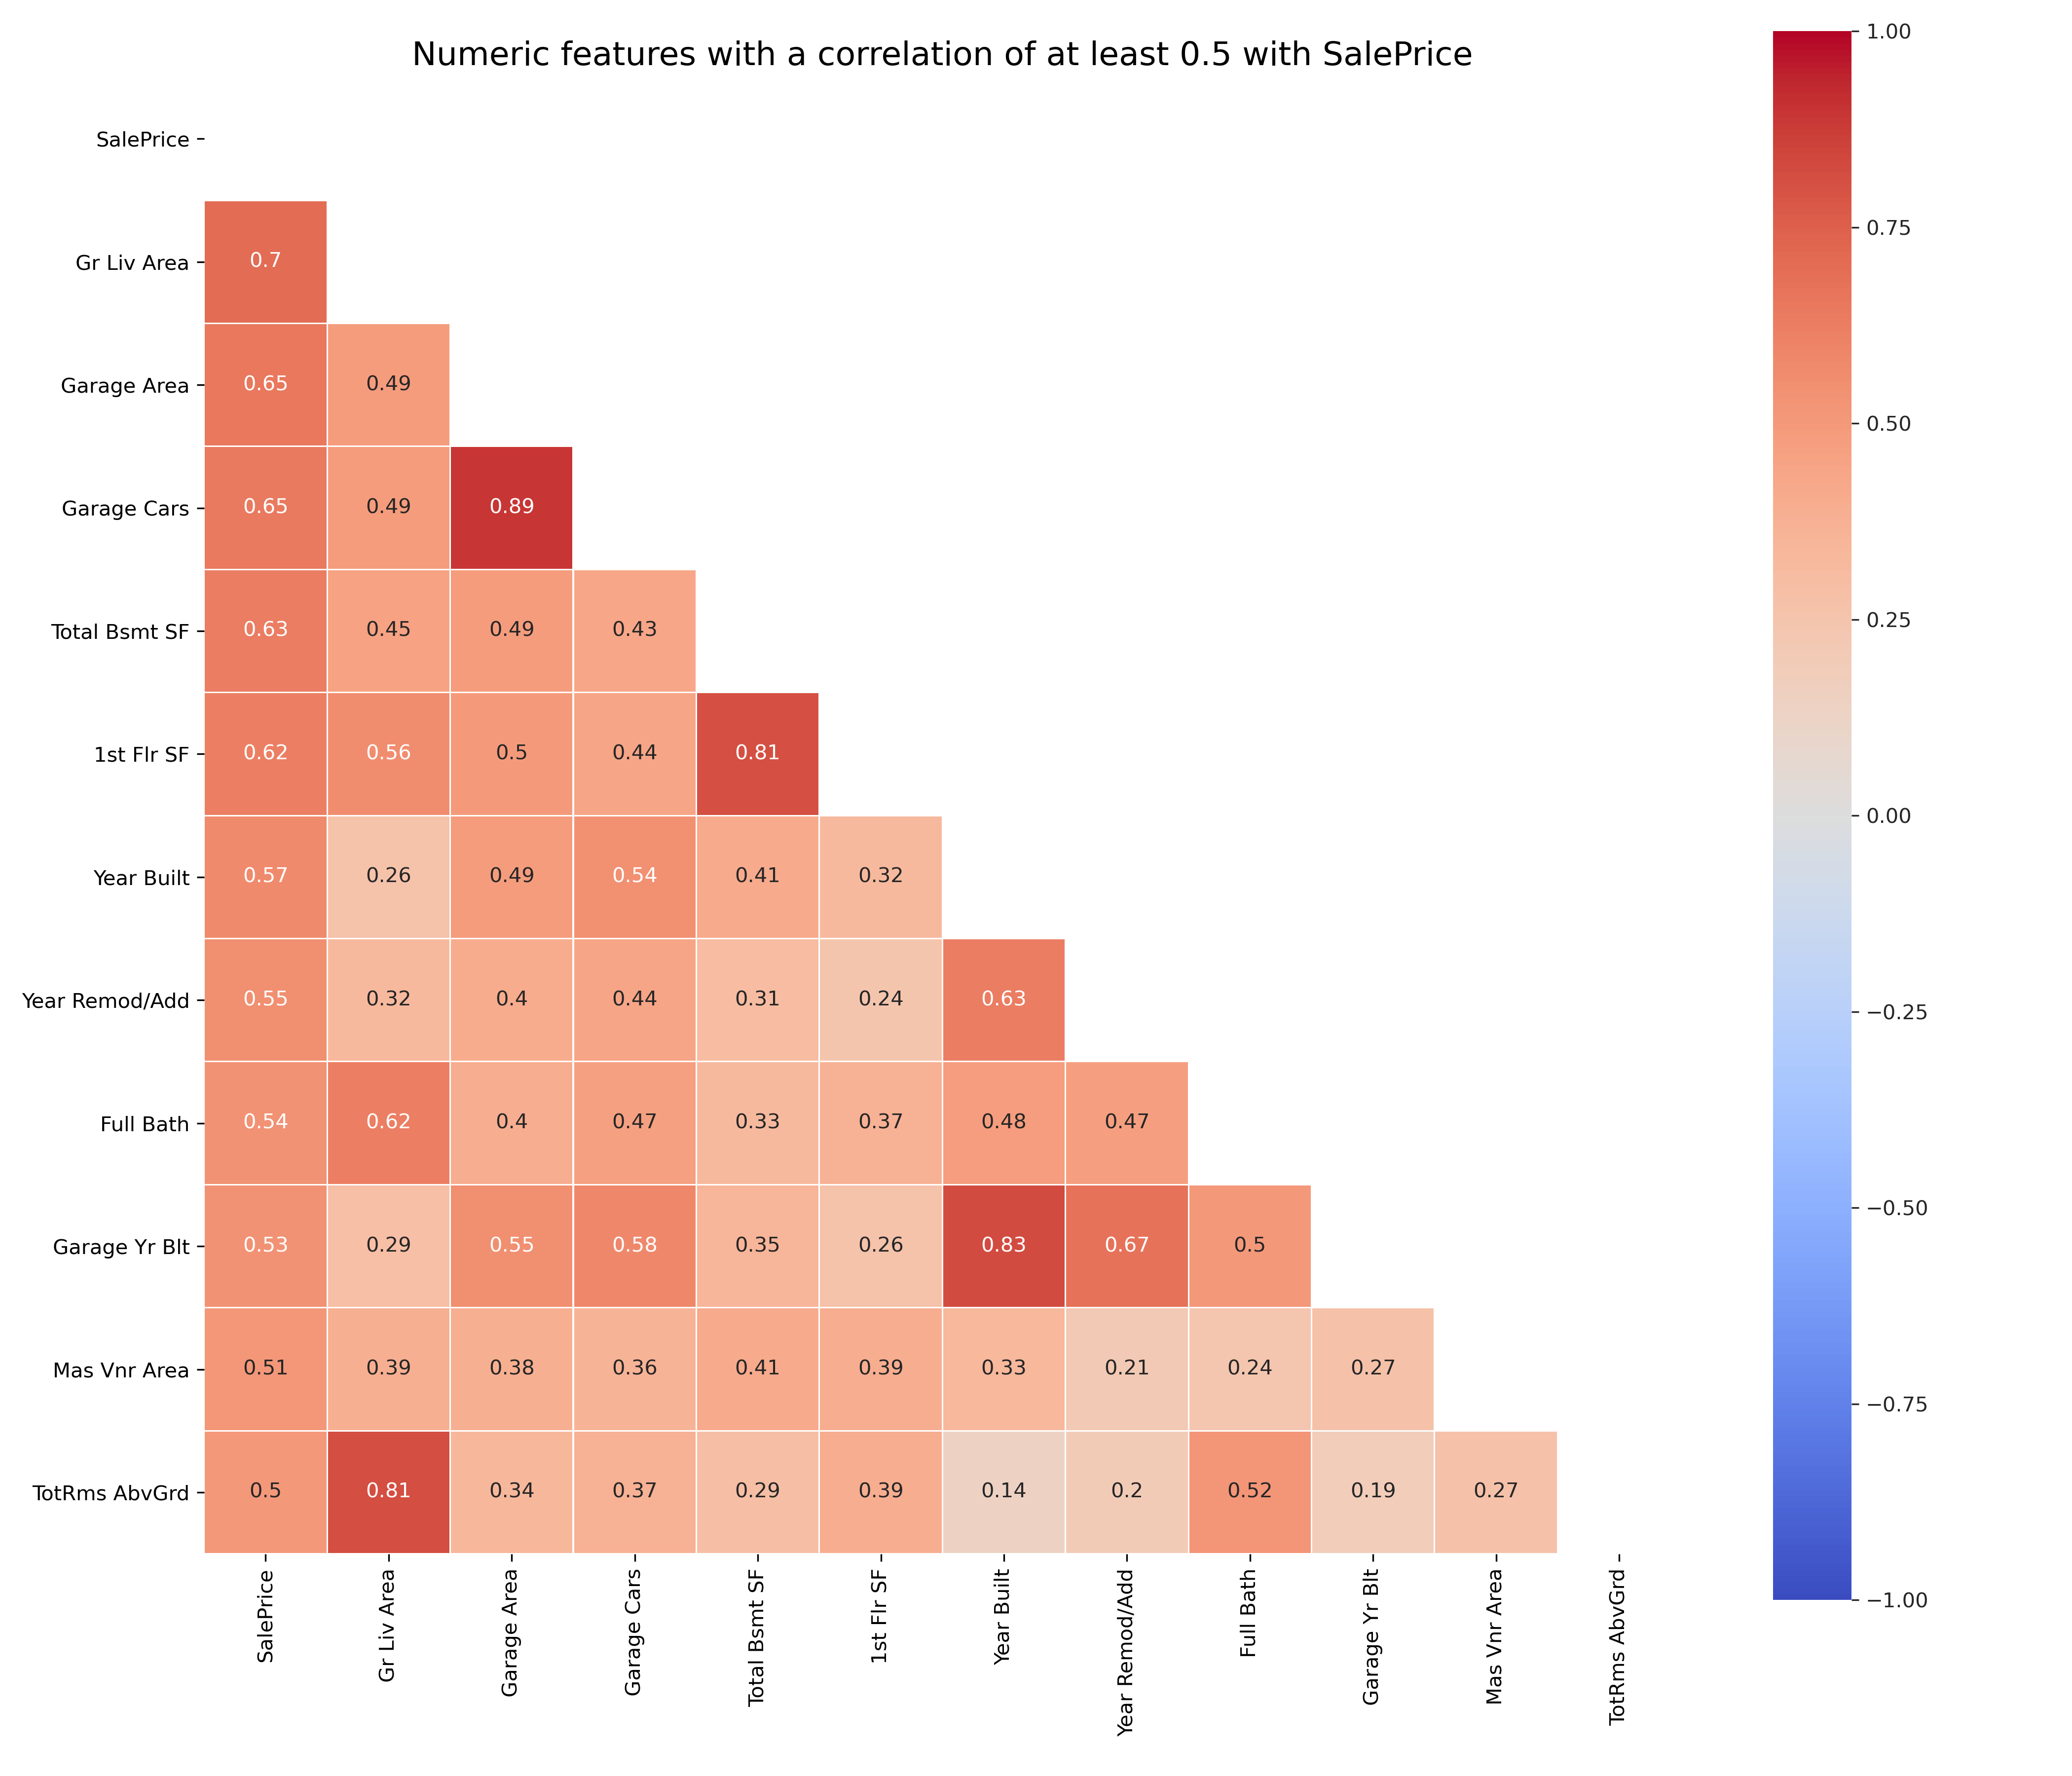 Numeric features with a correlation of at least 0.5 with SalePrice
SalePrice
Gr Liv Area 0.7
Garage Area 0.65 0.49
Garage Cars 0.65 0.49 0.89
Total Bsmt SF 0.63 0.45 0.49 0.43
1st Flr SF 0.62 0.56 0.5 0.44 0.81
Year Built 0.57 0.26 0.49 0.54 0.41 0.32
Year Remod/Add 0.55 0.32 0.4 0.44 0.31 0.24 0.63
Full Bath 0.54 0.62 0.4 0.47 0.33 0.37 0.48 0.47
Garage Yr Blt 0.53 0.29 0.55 0.58 0.35 0.26 0.83 0.67 0.5
Mas Vnr Area 0.51 0.39 0.38 0.36 0.41 0.39 0.33 0.21 0.24 0.27
TotRms AbvGrd 0.5 0.81 0.34 0.37 0.29 0.39 0.14 0.2 0.52 0.19 0.27
SalePrice
Gr Liv Area
Garage Area
Garage Cars
Total Bsmt SF
1st Flr SF
Year Built
Year Remod/Add
Full Bath
Garage Yr Blt
Mas Vnr Area
TotRms AbvGrd
1.00
0.75
0.50
0.25
0.00
−0.25
−0.50
−0.75
−1.00